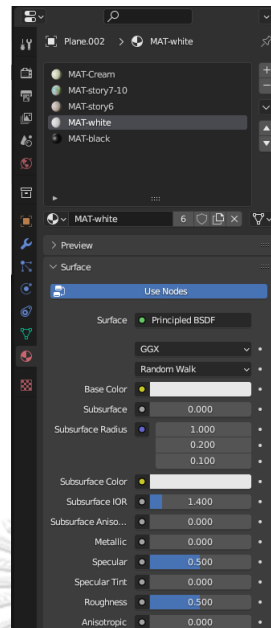 Plane.002 > MAT-white
MAT-Cream
MAT-story7-10
MAT-story6
MAT-white
MAT-black
MAT-white 6
Preview
Surface
Use Nodes
Surface Principled BSDF
GGX
Random Walk
Base Color
Subsurface 0.000
Subsurface Radius 1.000
0.200
0.100
Subsurface Color
Subsurface IOR 1.400
Subsurface Aniso... 0.000
Metallic 0.000
Specular 0.500
Specular Tint 0.000
Roughness 0.500
Anisotropic 0.000